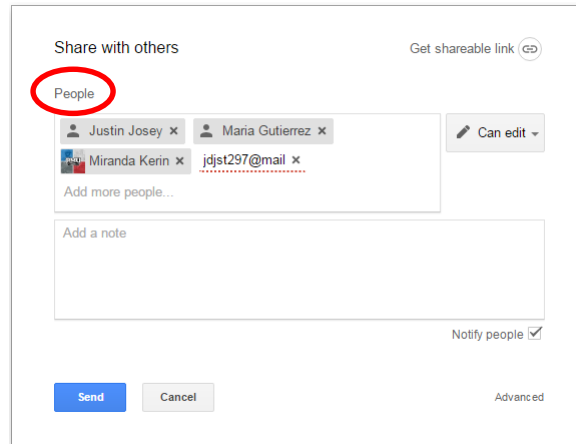 Share with others
Get shareable link
People
Justin Josey × Maria Gutierrez ×
Can edit
Miranda Kerin × jdjst297@mail ×
Add more people...
Add a note
Notify people
Send Cancel
Advanced